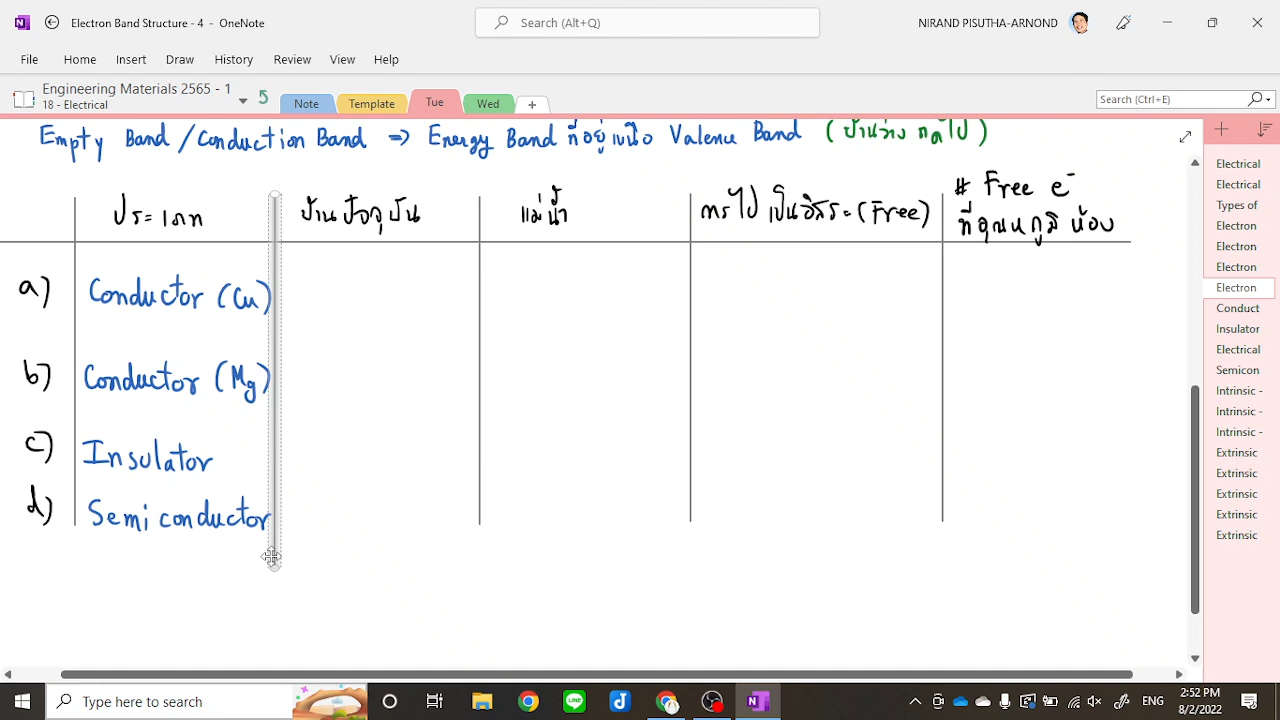 Electron Band Structure - 4 - OneNote
Search (Alt+Q)
NIRAND PISUTHA-ARNOND
File Home Insert Draw History Review View Help
Engineering Materials 2565 - 1
18 - Electrical
Note Template Tue Wed +
Search (Ctrl+E)
Empty Band / Conduction Band => Energy Band ที่อยู่เหนือ Valence Band (บ้านว่าง ถัดไป)
ประเภท บ้านปัจจุบัน แม่น้ำ การไปเป็นอิสระ (Free) # Free e-
ที่อุณหภูมิห้อง
a) Conductor (Cu)
b) Conductor (Mg)
c) Insulator
d) Semiconductor
Electrical
Electrical
Types of
Electron
Electron
Electron
Electron
Conduct
Insulator
Electrical
Semicon
Intrinsic -
Intrinsic -
Intrinsic -
Extrinsic
Extrinsic
Extrinsic
Extrinsic
Extrinsic
Type here to search
ENG
2:52 PM
8/2/2022